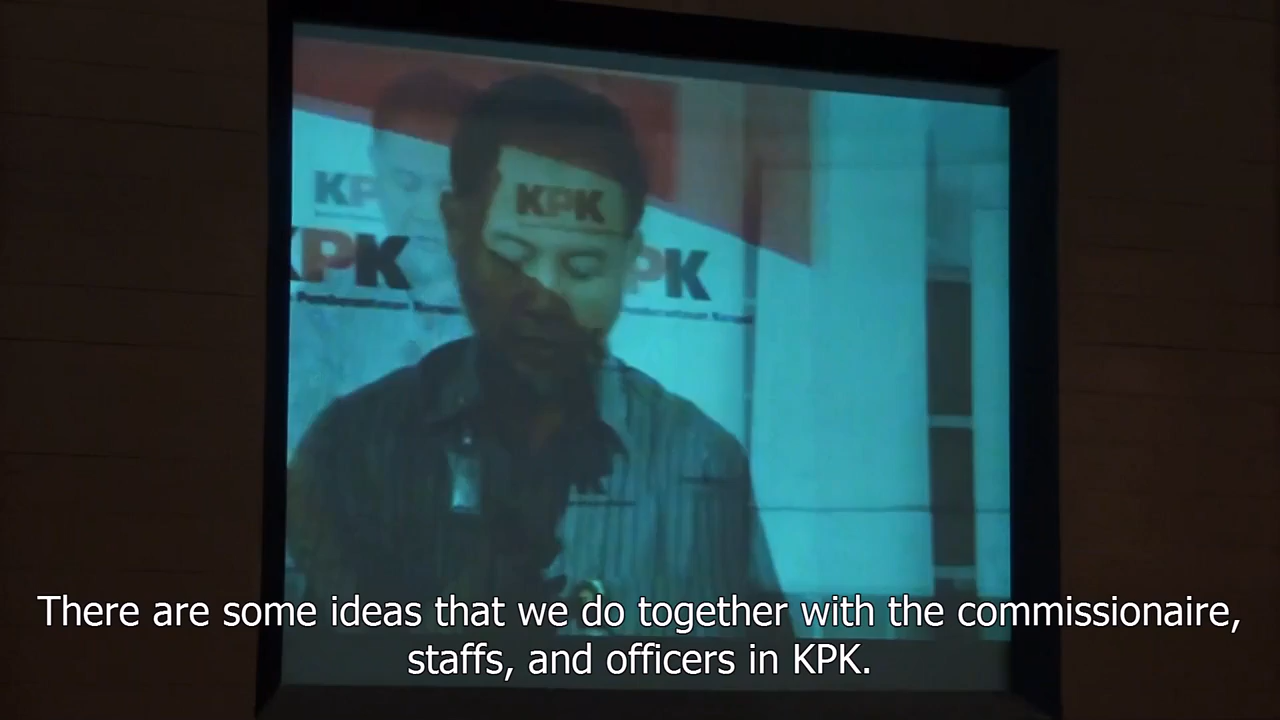 KPK
KPK
KPK
PK
There are some ideas that we do together with the commissionaire,
staffs, and officers in KPK.